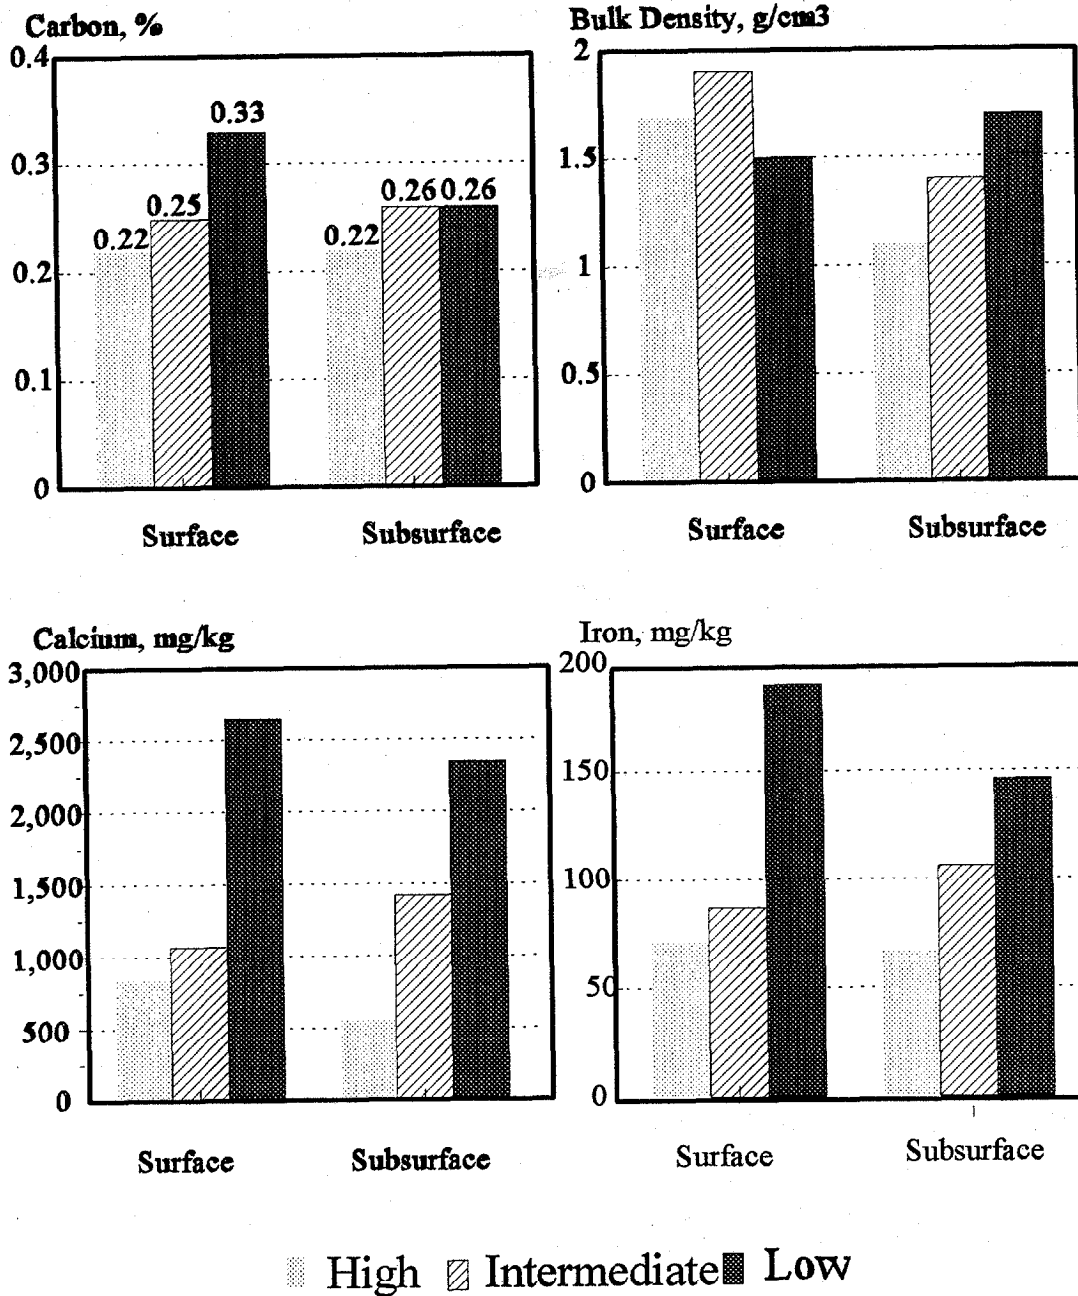 Carbon, %
0.4
0.3
0.2
0.1
0
0.22
0.25
0.33
0.22
0.26
0.26
Surface
Subsurface
Bulk Density, g/cm3
2
1.5
1
0.5
0
Surface
Subsurface
Calcium, mg/kg
3,000
2,500
2,000
1,500
1,000
500
0
Surface
Subsurface
Iron, mg/kg
200
150
100
50
0
Surface
Subsurface
High Intermediate Low